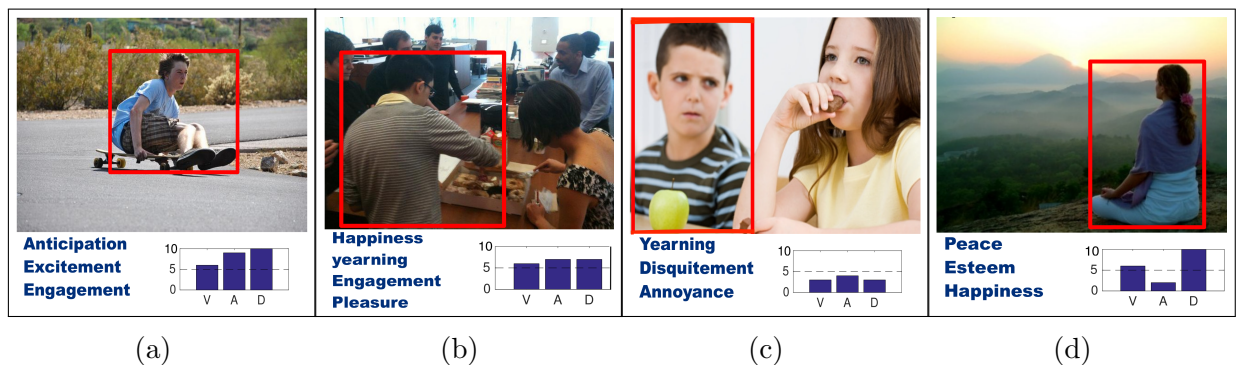 Anticipation
Excitement
Engagement
10
5
0
V A D
(a)
Happiness
yearning
Engagement
Pleasure
10
5
0
V A D
(b)
Yearning
Disquitement
Annoyance
10
5
0
V A D
(c)
Peace
Esteem
Happiness
10
5
0
V A D
(d)